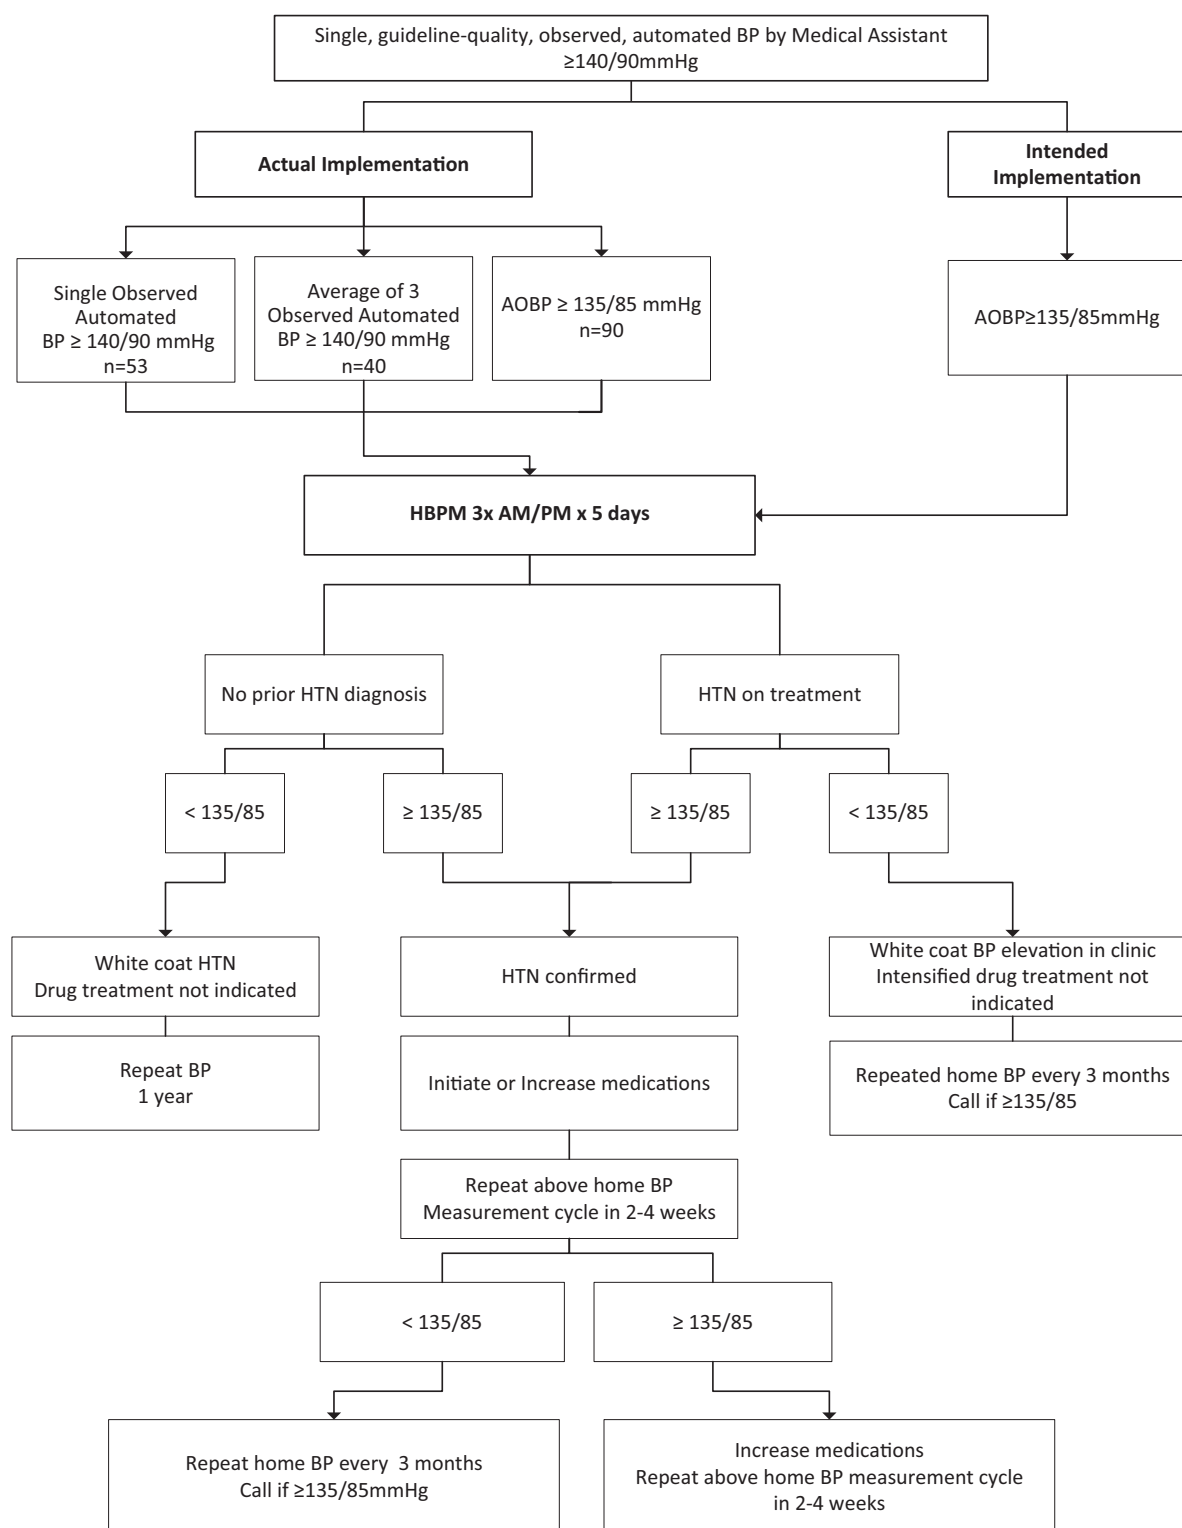 Single, guideline-quality, observed, automated BP by Medical Assistant
≥140/90mmHg
Actual Implementation
Intended
Implementation
Single Observed
Automated
BP ≥ 140/90 mmHg
n=53
Average of 3
Observed Automated
BP ≥ 140/90 mmHg
n=40
AOBP ≥ 135/85 mmHg
n=90
AOBP≥135/85mmHg
HBPM 3x AM/PM x 5 days
No prior HTN diagnosis
HTN on treatment
< 135/85
≥ 135/85
≥ 135/85
< 135/85
White coat HTN
Drug treatment not indicated
HTN confirmed
White coat BP elevation in clinic
Intensified drug treatment not
indicated
Repeat BP
1 year
Initiate or Increase medications
Repeated home BP every 3 months
Call if ≥135/85
Repeat above home BP
Measurement cycle in 2-4 weeks
< 135/85
≥ 135/85
Repeat home BP every  3 months
Call if ≥135/85mmHg
Increase medications
Repeat above home BP measurement cycle
in 2-4 weeks